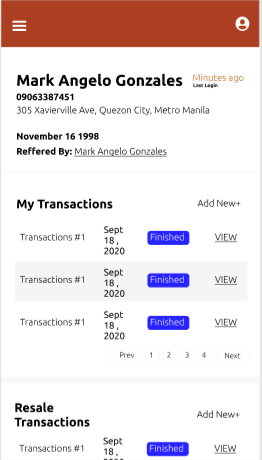 Mark Angelo Gonzales Minutes ago
Last Login
09063387451
305 Xavierville Ave, Quezon City, Metro Manila
November 16 1998
Reffered By: Mark Angelo Gonzales
My Transactions Add New+
Transactions #1 Sept 18 , 2020 Finished VIEW
Transactions #1 Sept 18 , 2020 Finished VIEW
Transactions #1 Sept 18 , 2020 Finished VIEW
Prev 1 2 3 4 Next
Resale Transactions Add New+
Transactions #1 Sept 18 , Finished VIEW